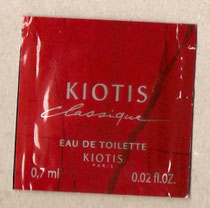 KIOTIS
Classique
EAU DE TOILETTE
KIOTIS
PARIS
0,7 ml 0.02 fl.oz.